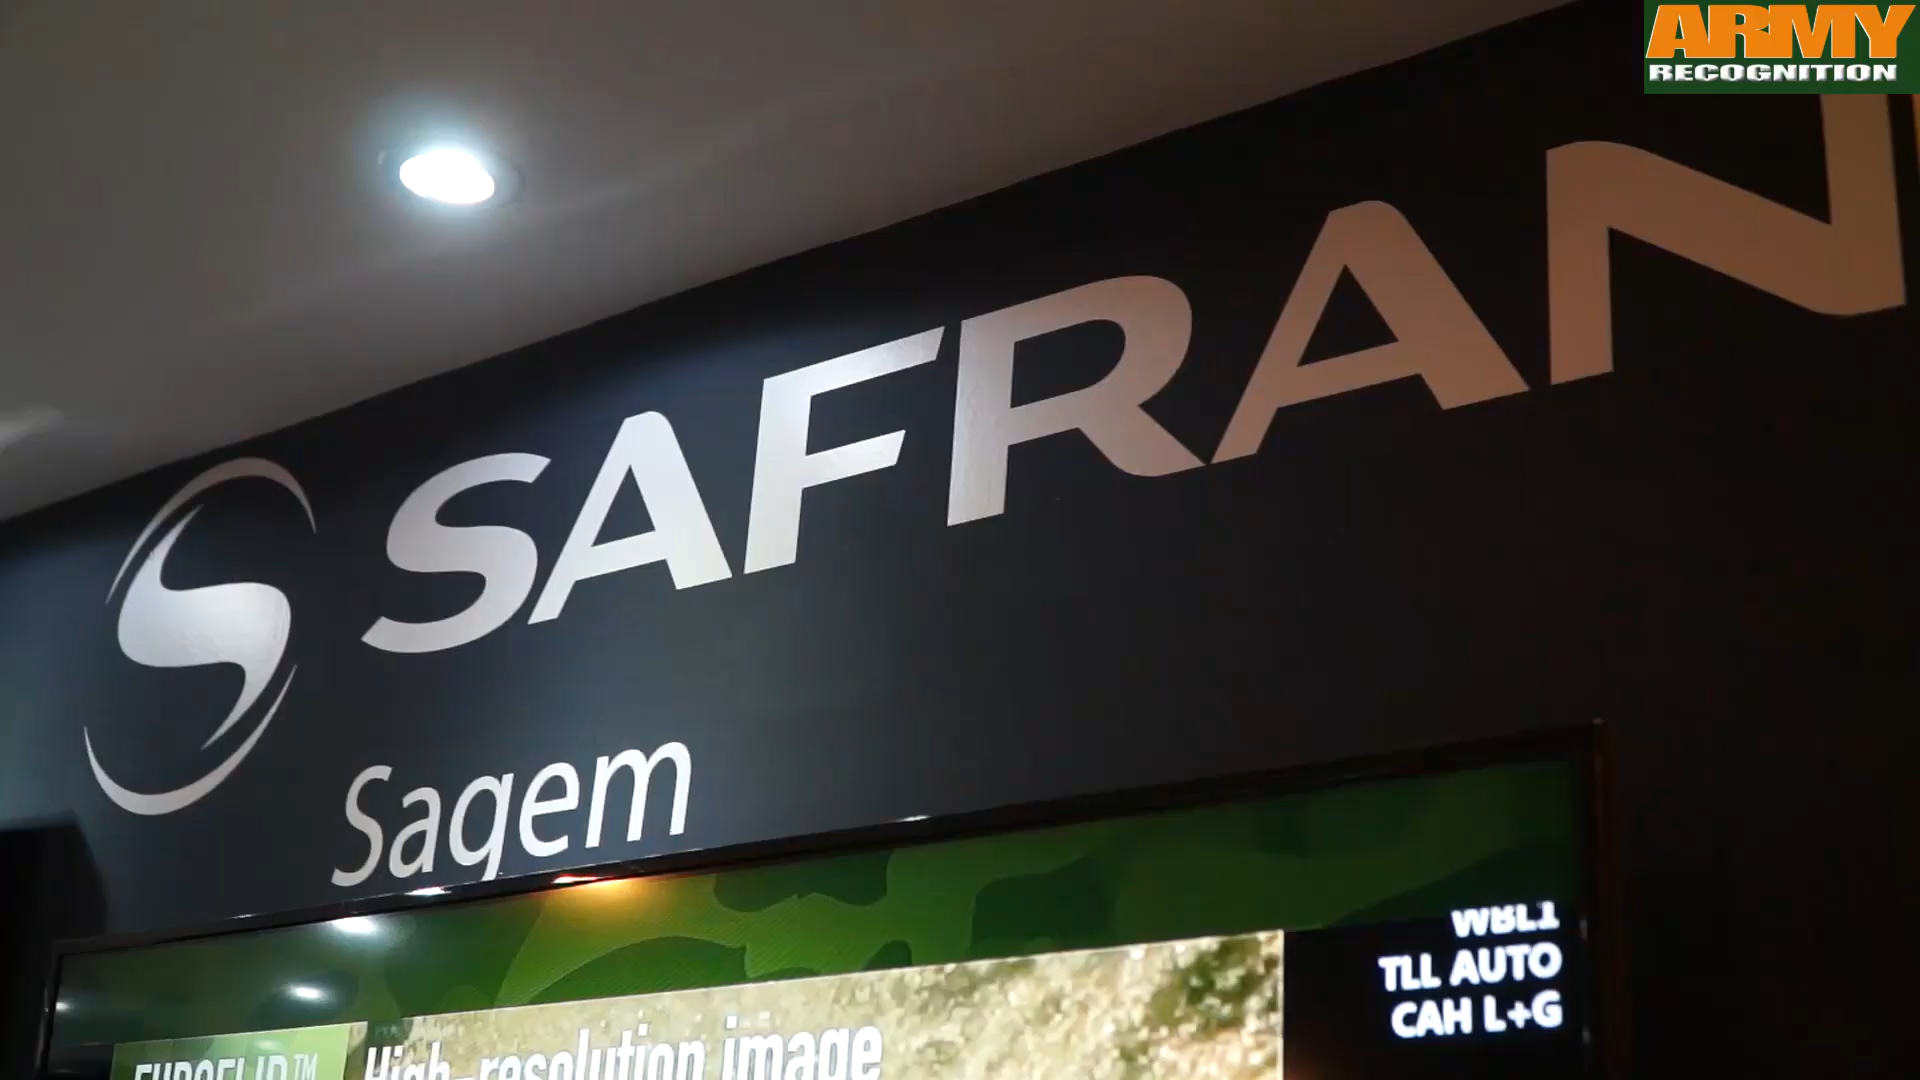 ARMY
RECOGNITION
SAFRAN
Sagem
WBL1
TLL AUTO
CAH L+G
High-resolution image